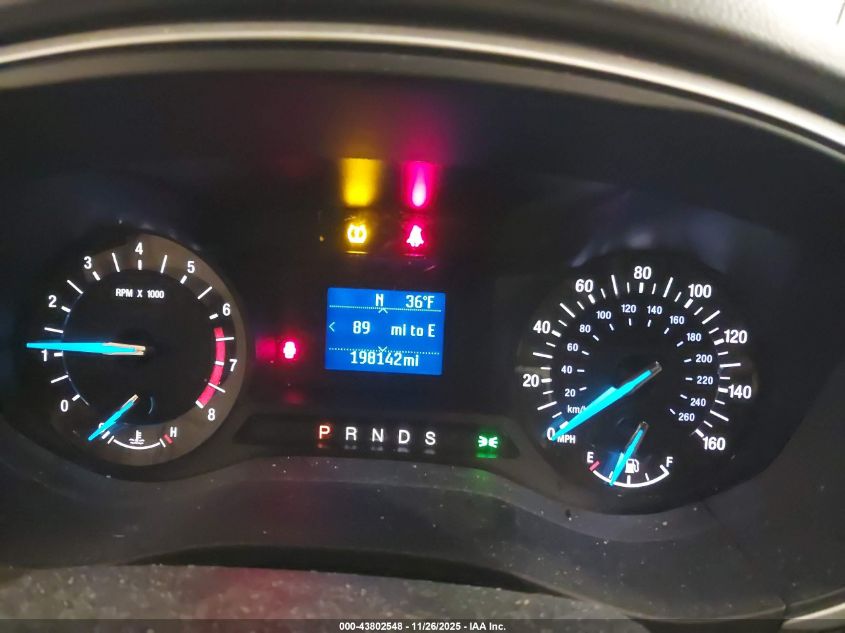 0 1 2 3 4 5 6 7 8
RPM X 1000
H
N 36°F
89 mi to E
198142mi
P R N D S
0 20 40 60 80 100 120 140 160
20 40 60 80 100 120 140 160 180 200 220 240 260
km/h
MPH
E F
000-43802548 - 11/26/2025 - IAA Inc.